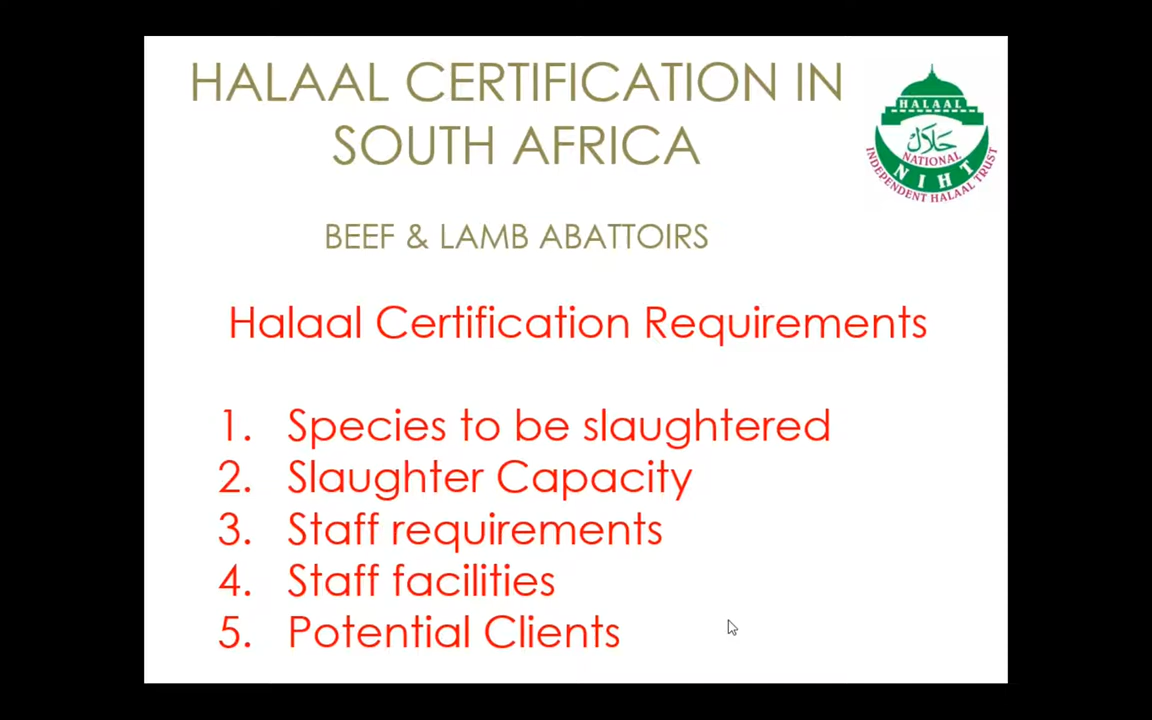 HALAAL CERTIFICATION IN
SOUTH AFRICA
HALAAL
حلال
NATIONAL
NIHT
INDEPENDENT HALAAL TRUST
BEEF & LAMB ABATTOIRS
Halaal Certification Requirements
1. Species to be slaughtered
2. Slaughter Capacity
3. Staff requirements
4. Staff facilities
5. Potential Clients